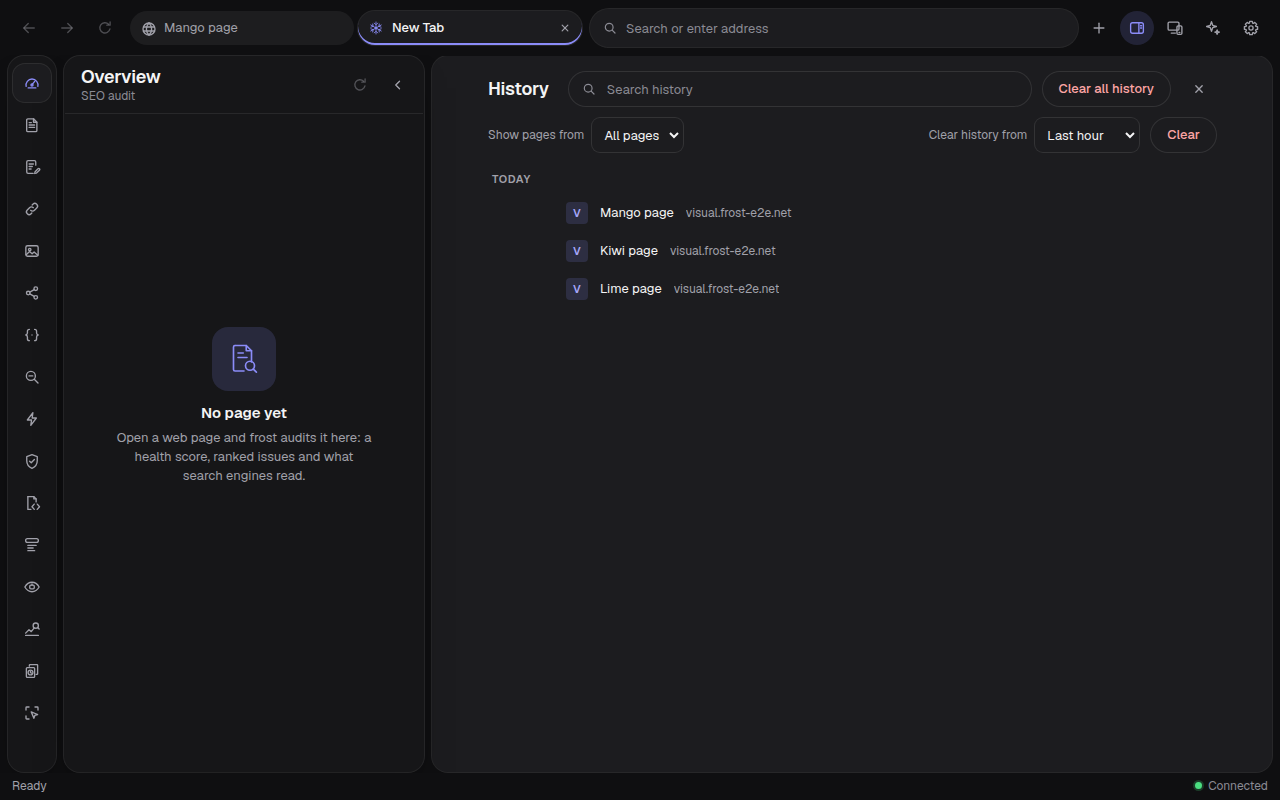 Mango page
New Tab
Search or enter address
Overview
SEO audit
No page yet
Open a web page and frost audits it here: a
health score, ranked issues and what
search engines read.
History
Search history
Clear all history
Show pages from
All pages
Clear history from
Last hour
Clear
TODAY
V Mango page visual.frost-e2e.net
V Kiwi page visual.frost-e2e.net
V Lime page visual.frost-e2e.net
Ready
Connected